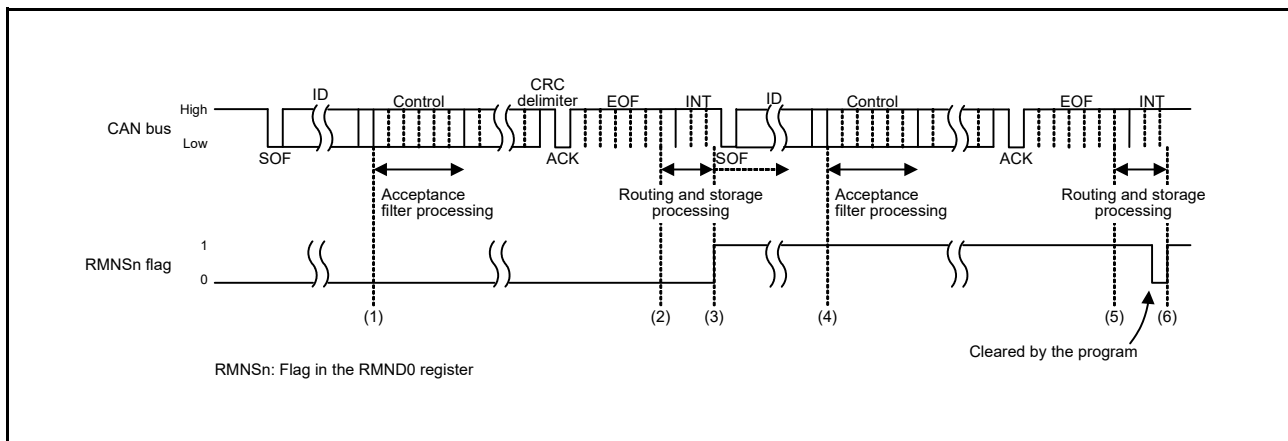 ID Control CRC delimiter EOF INT ID Control EOF INT
High
CAN bus
Low
SOF ACK SOF ACK
Acceptance filter processing
Routing and storage processing
Acceptance filter processing
Routing and storage processing
1
RMNSn flag
0
(1) (2) (3) (4) (5) (6)
Cleared by the program
RMNSn: Flag in the RMND0 register